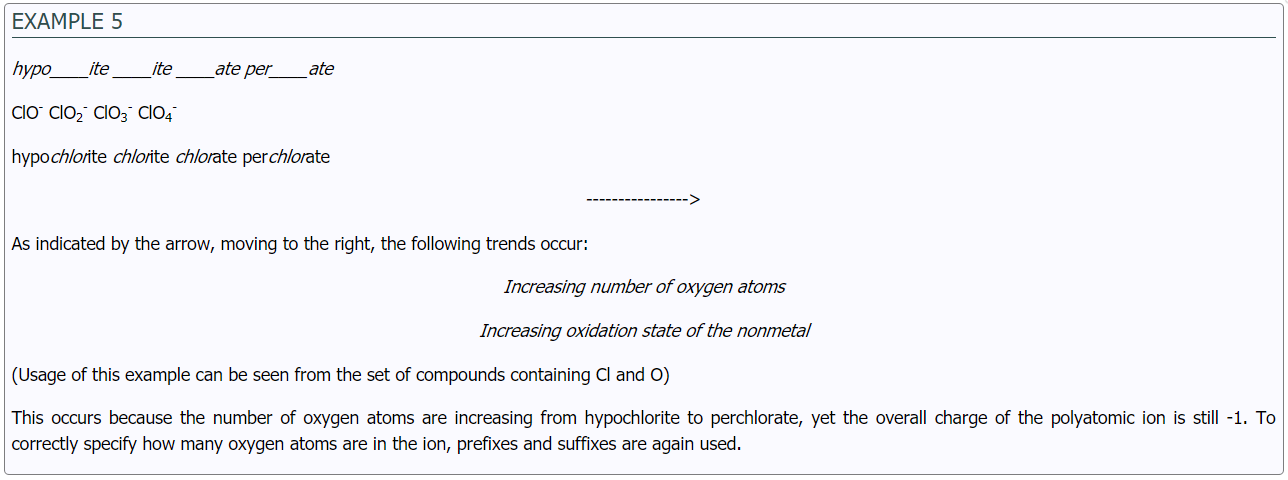 EXAMPLE 5
hypo____ite ____ite ____ate per____ate
ClO⁻ ClO₂⁻ ClO₃⁻ ClO₄⁻
hypochlorite chlorite chlorate perchlorate
---------------->
As indicated by the arrow, moving to the right, the following trends occur:
Increasing number of oxygen atoms
Increasing oxidation state of the nonmetal
(Usage of this example can be seen from the set of compounds containing Cl and O)
This occurs because the number of oxygen atoms are increasing from hypochlorite to perchlorate, yet the overall charge of the polyatomic ion is still -1. To
correctly specify how many oxygen atoms are in the ion, prefixes and suffixes are again used.